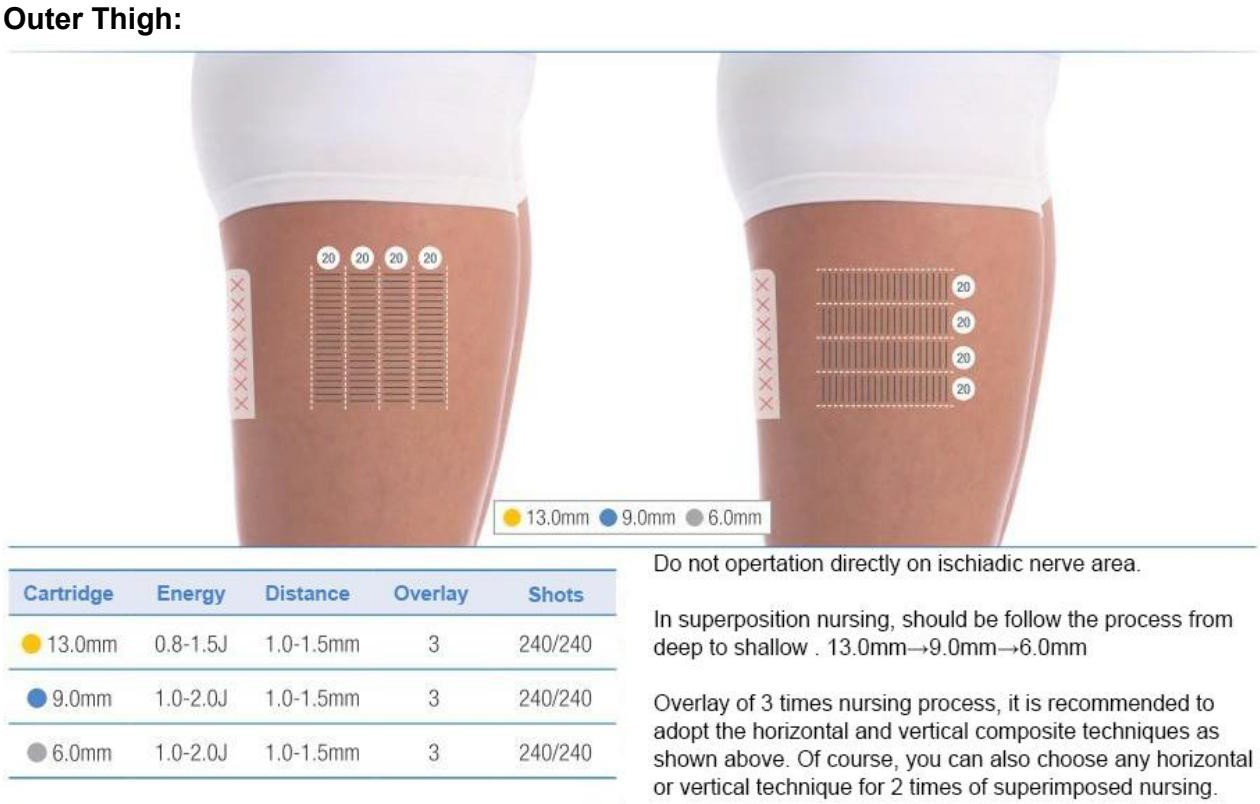 Outer Thigh:
20 20 20 20
20
20
20
20
13.0mm 9.0mm 6.0mm
Cartridge Energy Distance Overlay Shots
13.0mm 0.8-1.5J 1.0-1.5mm 3 240/240
9.0mm 1.0-2.0J 1.0-1.5mm 3 240/240
6.0mm 1.0-2.0J 1.0-1.5mm 3 240/240
Do not opertation directly on ischiadic nerve area.
In superposition nursing, should be follow the process from
deep to shallow . 13.0mm→9.0mm→6.0mm
Overlay of 3 times nursing process, it is recommended to
adopt the horizontal and vertical composite techniques as
shown above. Of course, you can also choose any horizontal
or vertical technique for 2 times of superimposed nursing.